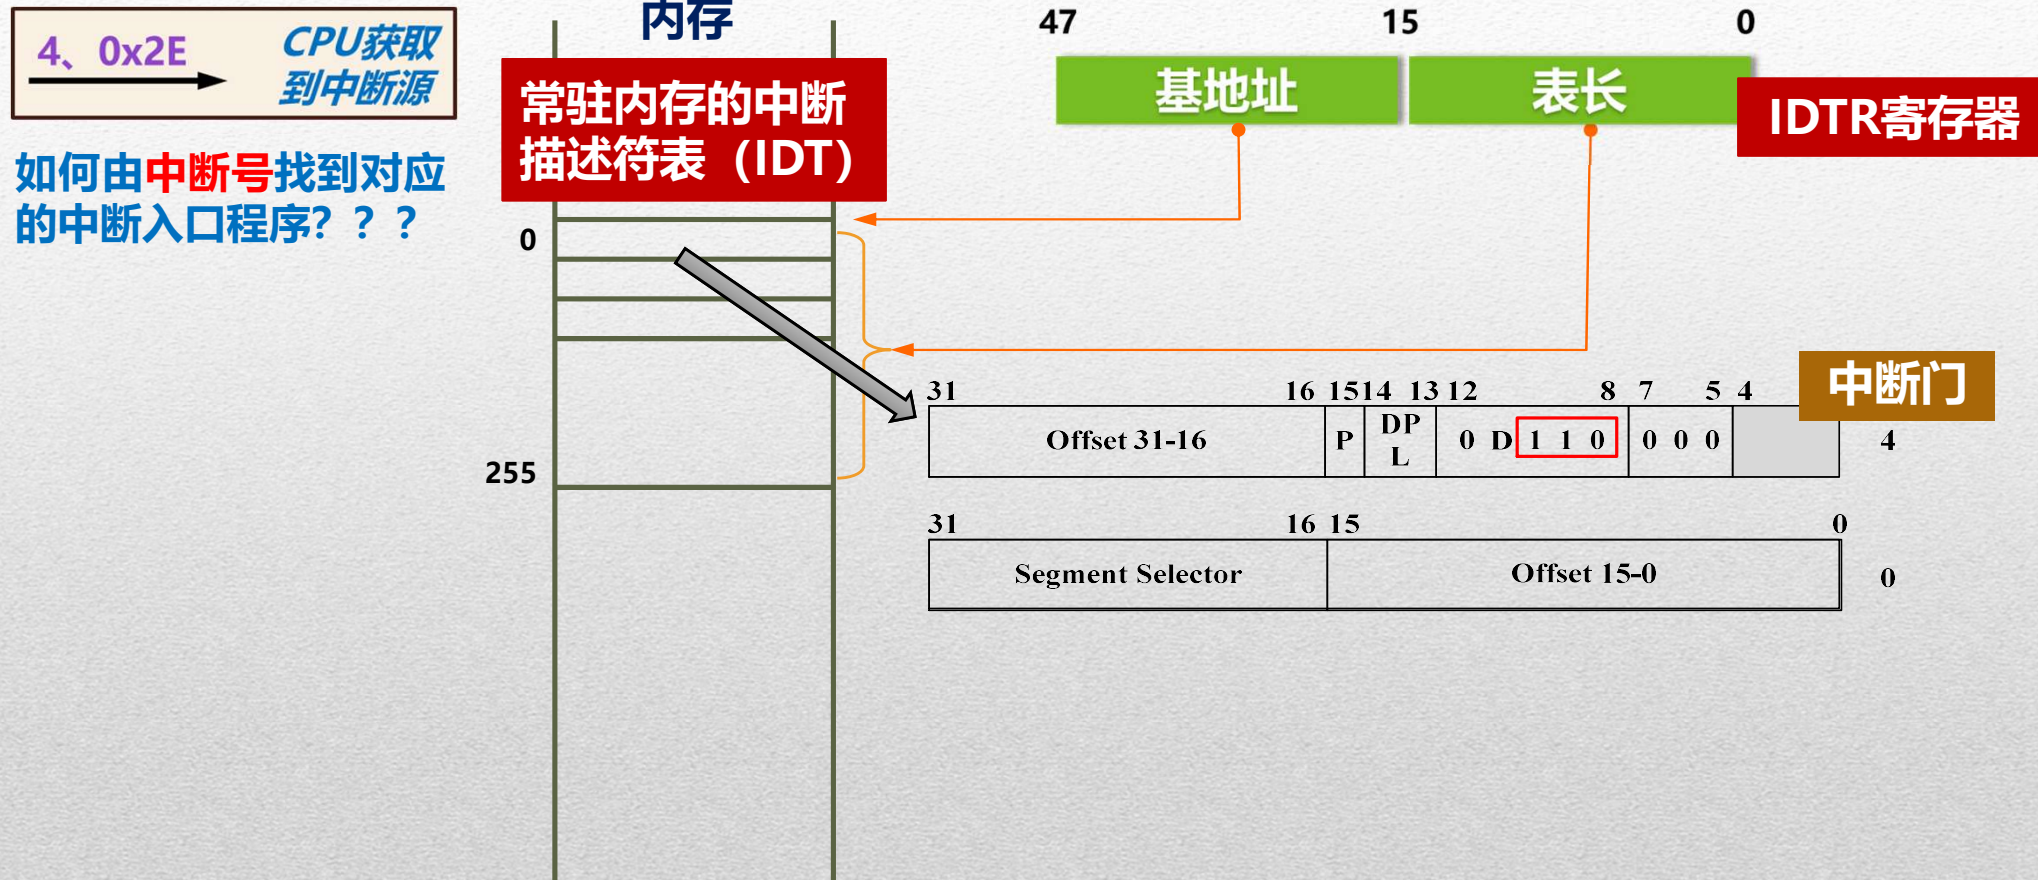 4、0x2E
CPU获取
到中断源
如何由中断号找到对应
的中断入口程序？？？
内存
常驻内存的中断
描述符表（IDT）
0
255
47 15 0
基地址 表长
IDTR寄存器
中断门
31 16 15 14 13 12 8 7 5 4
Offset 31-16 P DP
L 0 D 1 1 0 0 0 0 4
31 16 15 0
Segment Selector Offset 15-0 0